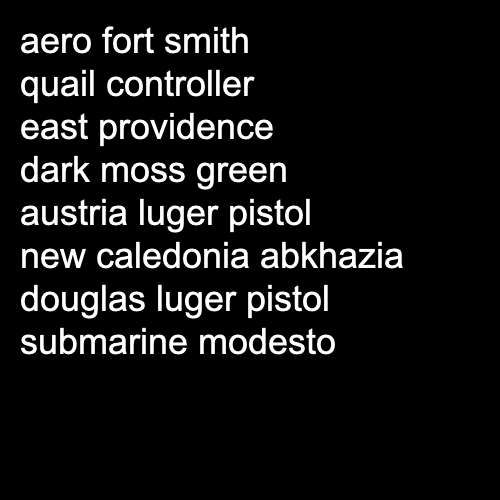 aero fort smith
quail controller
east providence
dark moss green
austria luger pistol
new caledonia abkhazia
douglas luger pistol
submarine modesto